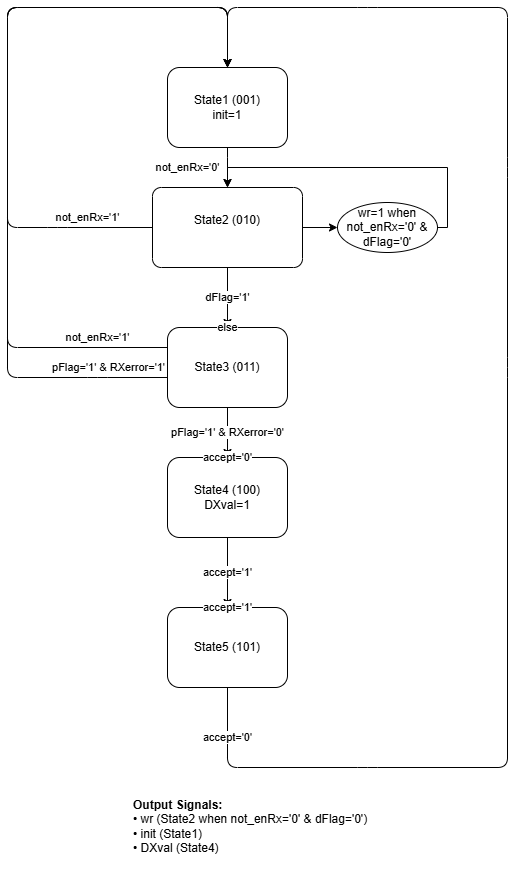 State1 (001)
init=1
not_enRx='0'
State2 (010)
wr=1 when
not_enRx='0' &
dFlag='0'
not_enRx='1'
dFlag='1'
else
not_enRx='1'
State3 (011)
pFlag='1' & RXerror='1'
pFlag='1' & RXerror='0'
accept='0'
State4 (100)
DXval=1
accept='1'
accept='1'
State5 (101)
accept='0'
Output Signals:
• wr (State2 when not_enRx='0' & dFlag='0')
• init (State1)
• DXval (State4)